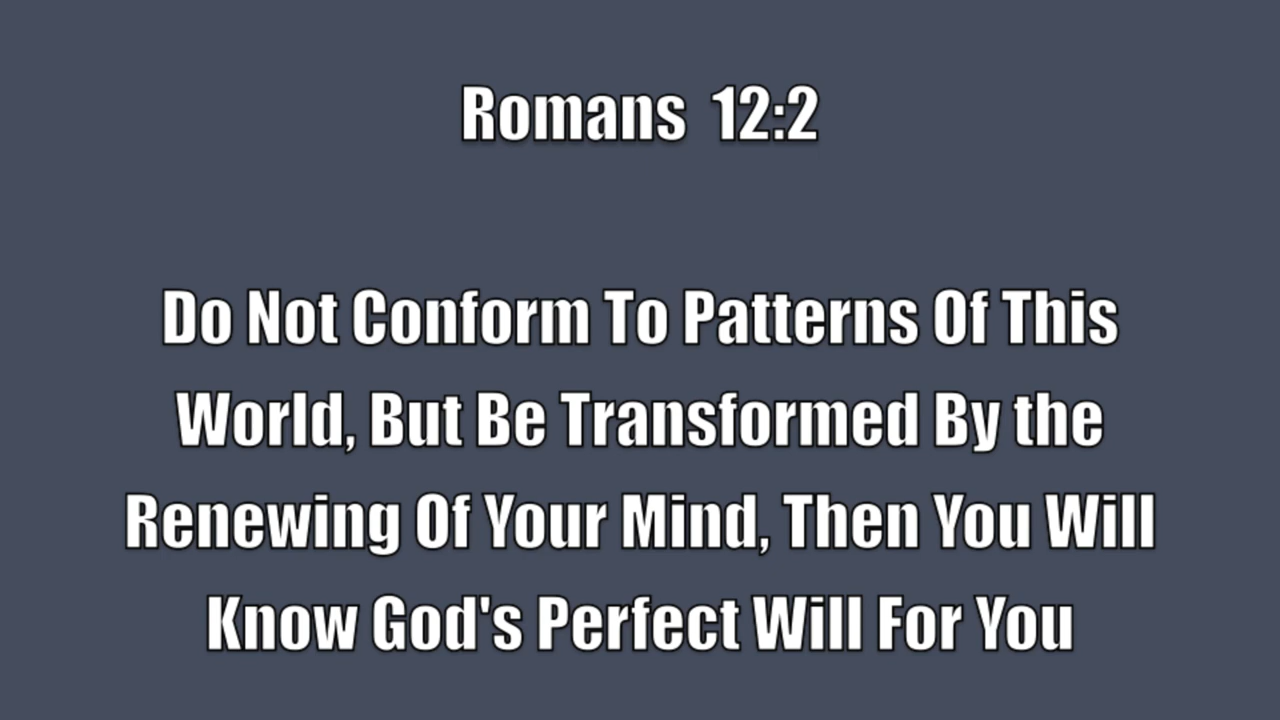 Romans 12:2
Do Not Conform To Patterns Of This
World, But Be Transformed By the
Renewing Of Your Mind, Then You Will
Know God's Perfect Will For You